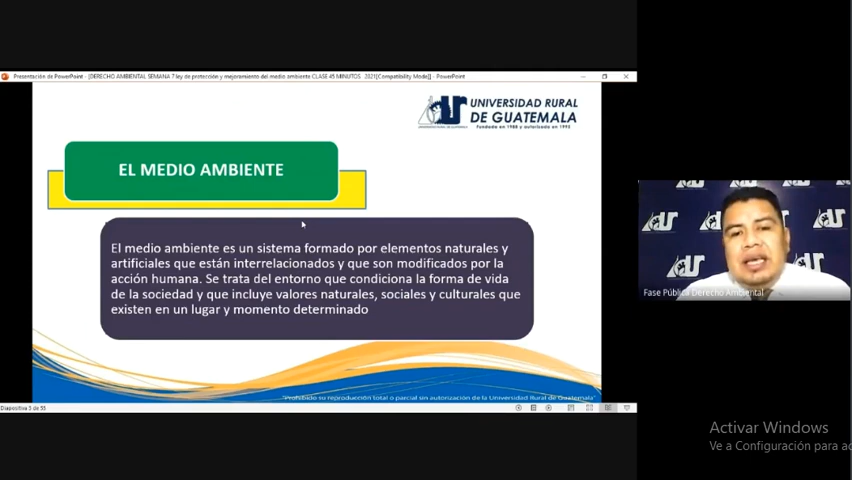 Presentación de PowerPoint - [DERECHO AMBIENTAL SEMANA 7 ley de protección y mejoramiento del medio ambiente CLASE 45 MINUTOS 2021[Compatibility Mode]] - PowerPoint
UNIVERSIDAD RURAL
DE GUATEMALA
Fundada en 1988 y autorizada en 1995
EL MEDIO AMBIENTE
El medio ambiente es un sistema formado por elementos naturales y
artificiales que están interrelacionados y que son modificados por la
acción humana. Se trata del entorno que condiciona la forma de vida
de la sociedad y que incluye valores naturales, sociales y culturales que
existen en un lugar y momento determinado
"Prohibido su reproducción total o parcial sin autorización de la Universidad Rural de Guatemala"
Diapositiva 5 de 55
Fase Pública Derecho Ambiental
Activar Windows
Ve a Configuración para ac